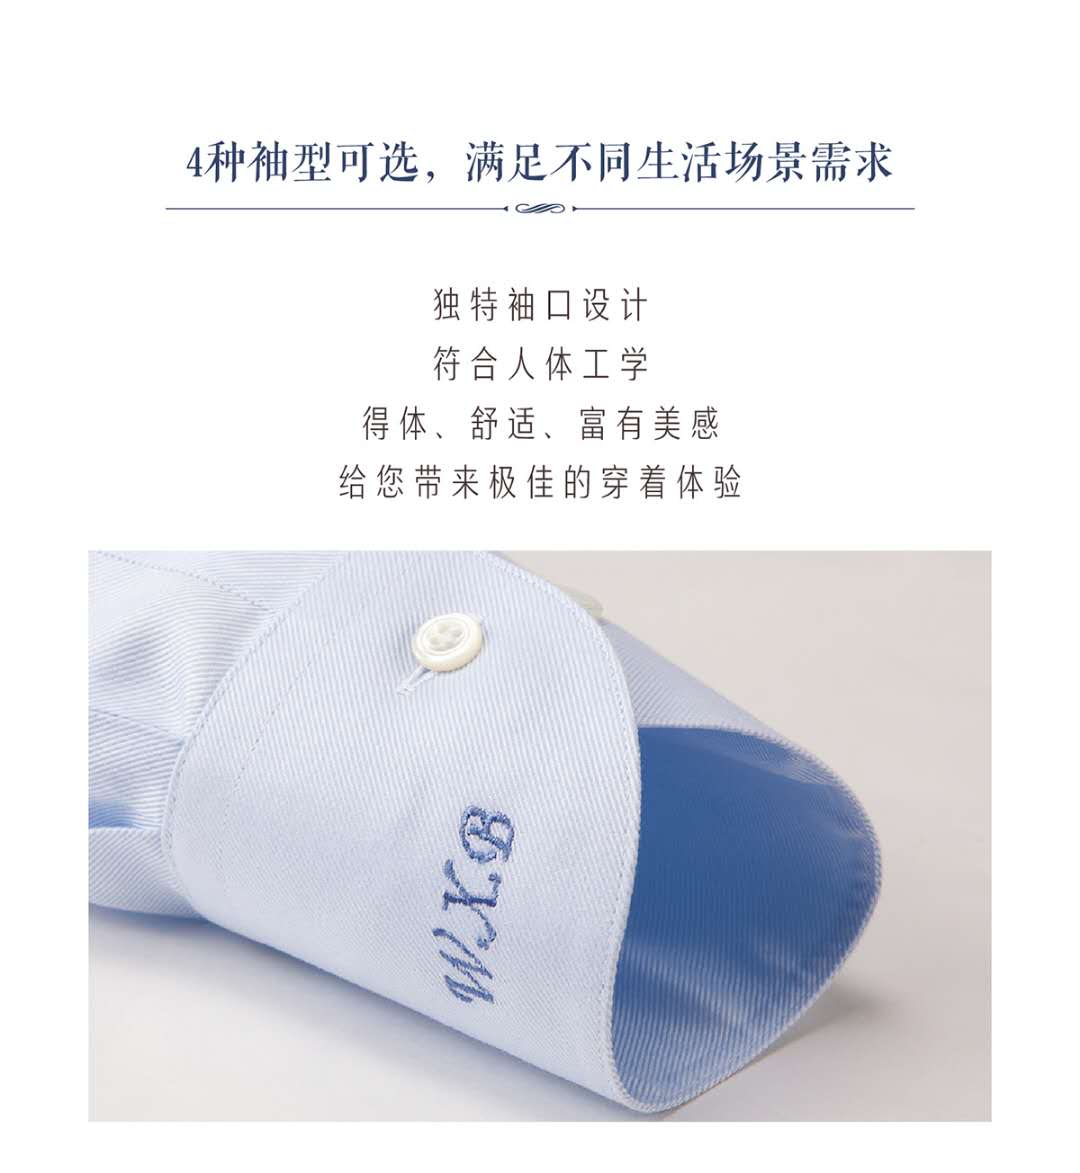 4种袖型可选，满足不同生活场景需求
独特袖口设计
符合人体工学
得体、舒适、富有美感
给您带来极佳的穿着体验
WXB